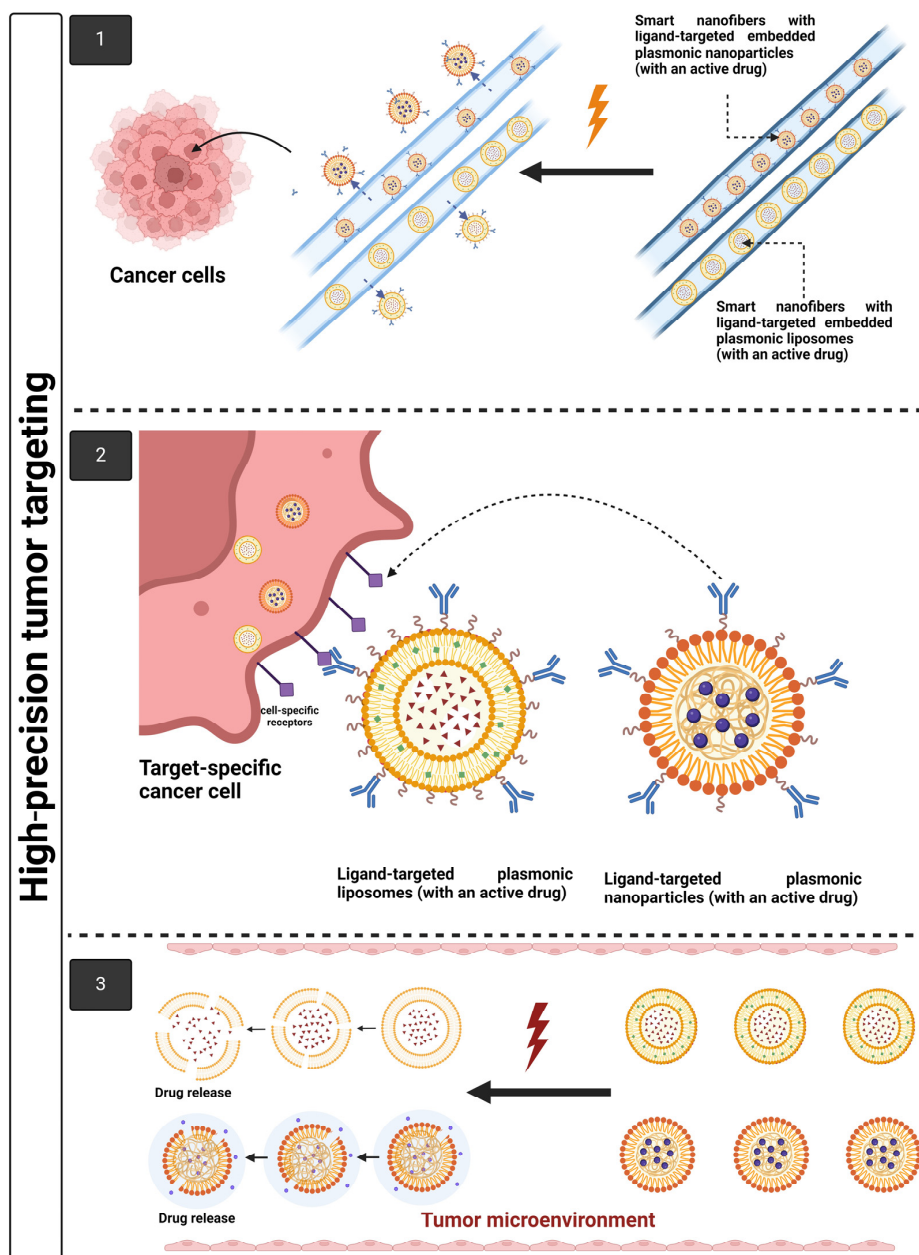 High-precision tumor targeting
1
Smart nanofibers with
ligand-targeted embedded
plasmonic nanoparticles
(with an active drug)
Cancer cells
Smart nanofibers with
ligand-targeted embedded
plasmonic liposomes
(with an active drug)
2
cell-specific
receptors
Target-specific
cancer cell
Ligand-targeted plasmonic
liposomes (with an active drug)
Ligand-targeted plasmonic
nanoparticles (with an active drug)
3
Drug release
Drug release
Tumor microenvironment